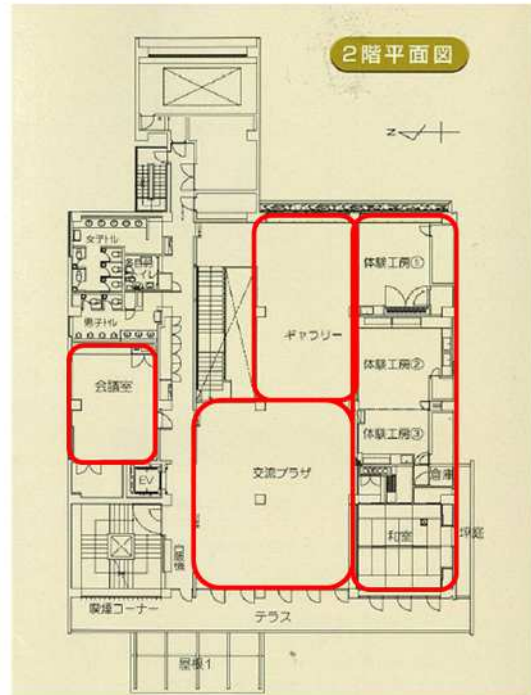 2階平面図
N
女子トイレ
体験工房①
男子トイレ
ギャラリー
体験工房②
会議室
体験工房③
交流プラザ
倉庫
EV
和室
坪庭
喫煙コーナー
テラス
屋根1